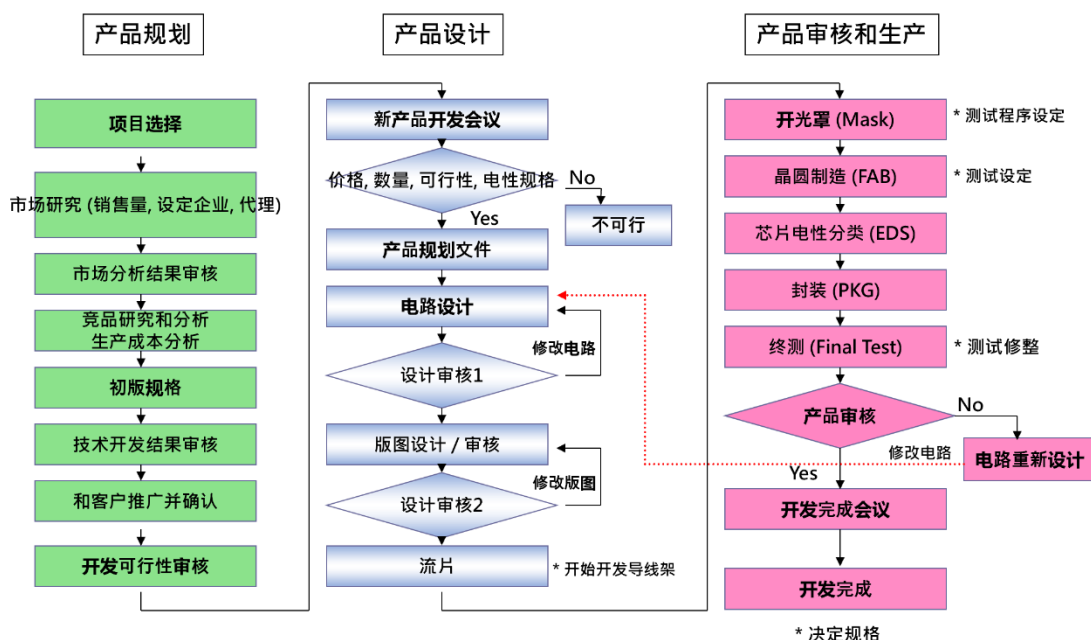 产品规划
项目选择
市场研究 (销售量, 设定企业, 代理)
市场分析结果审核
竞品研究和分析
生产成本分析
初版规格
技术开发结果审核
和客户推广并确认
开发可行性审核
产品设计
新产品开发会议
价格, 数量, 可行性, 电性规格
No
不可行
Yes
产品规划文件
电路设计
修改电路
设计审核1
版图设计 / 审核
修改版图
设计审核2
流片
* 开始开发导线架
产品审核和生产
开光罩 (Mask)
* 测试程序设定
晶圆制造 (FAB)
* 测试设定
芯片电性分类 (EDS)
封装 (PKG)
终测 (Final Test)
* 测试修整
产品审核
No
修改电路
电路重新设计
Yes
开发完成会议
开发完成
* 决定规格